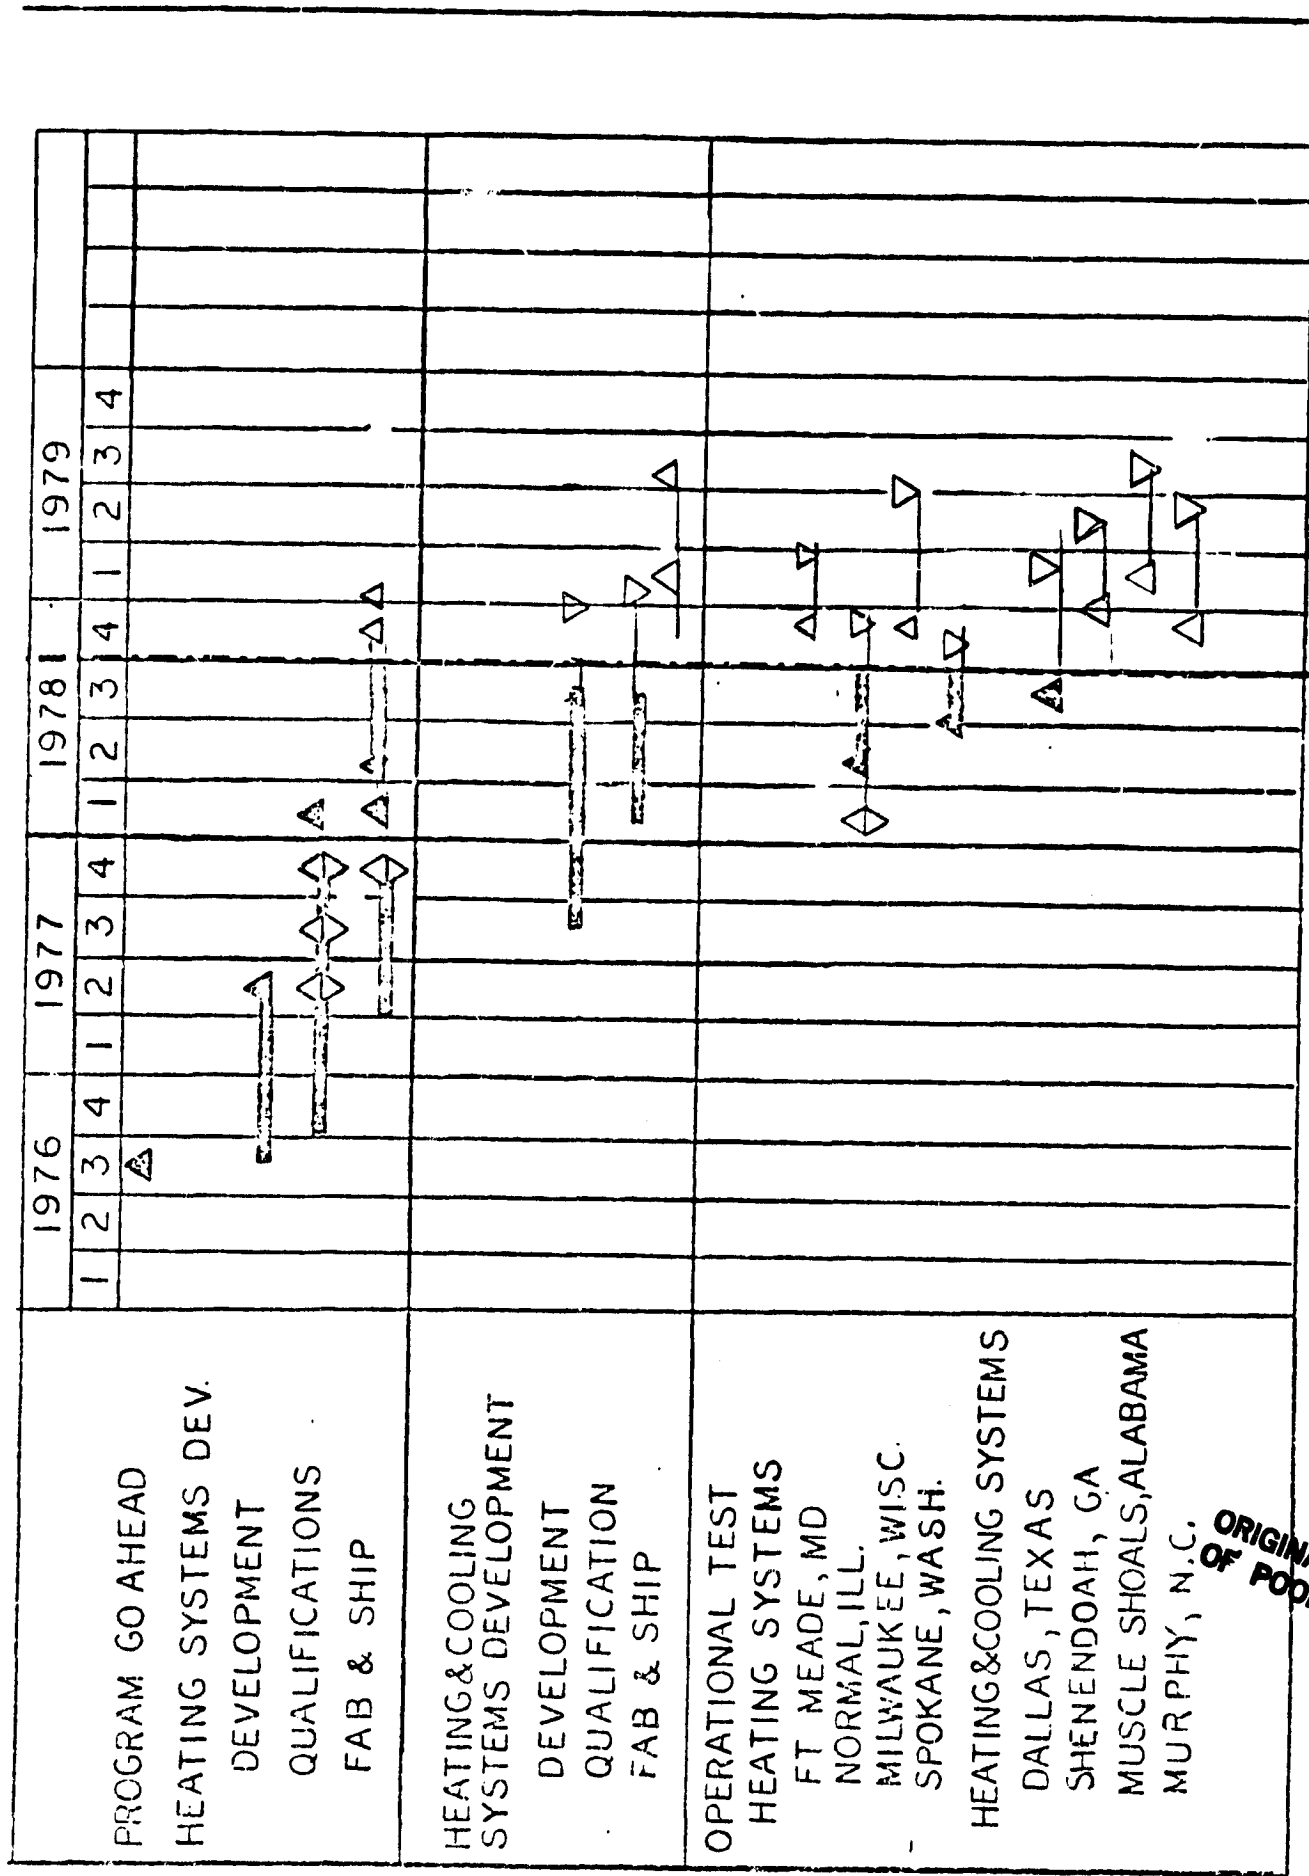 1976 1977 1978 1979
1 2 3 4 1 2 3 4 1 2 3 4 1 2 3 4
PROGRAM GO AHEAD
HEATING SYSTEMS DEV.
DEVELOPMENT
QUALIFICATIONS
FAB & SHIP
HEATING&COOLING
SYSTEMS DEVELOPMENT
DEVELOPMENT
QUALIFICATION
FAB & SHIP
OPERATIONAL TEST
HEATING SYSTEMS
FT MEADE, MD
NORMAL, ILL.
MILWAUKEE, WISC.
SPOKANE, WASH.
HEATING&COOLING SYSTEMS
DALLAS, TEXAS
SHENENDOAH, GA
MUSCLE SHOALS, ALABAMA
MURPHY, N.C.
OF